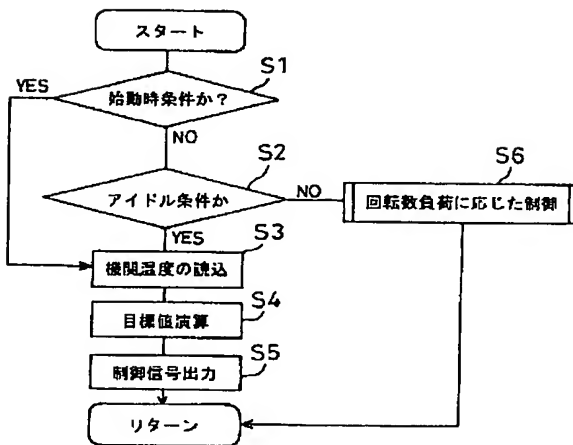 スタート
S1
YES
始動時条件か？
NO
S2
アイドル条件か
NO
S6
回転数負荷に応じた制御
YES
S3
機関温度の読込
S4
目標値演算
S5
制御信号出力
リターン